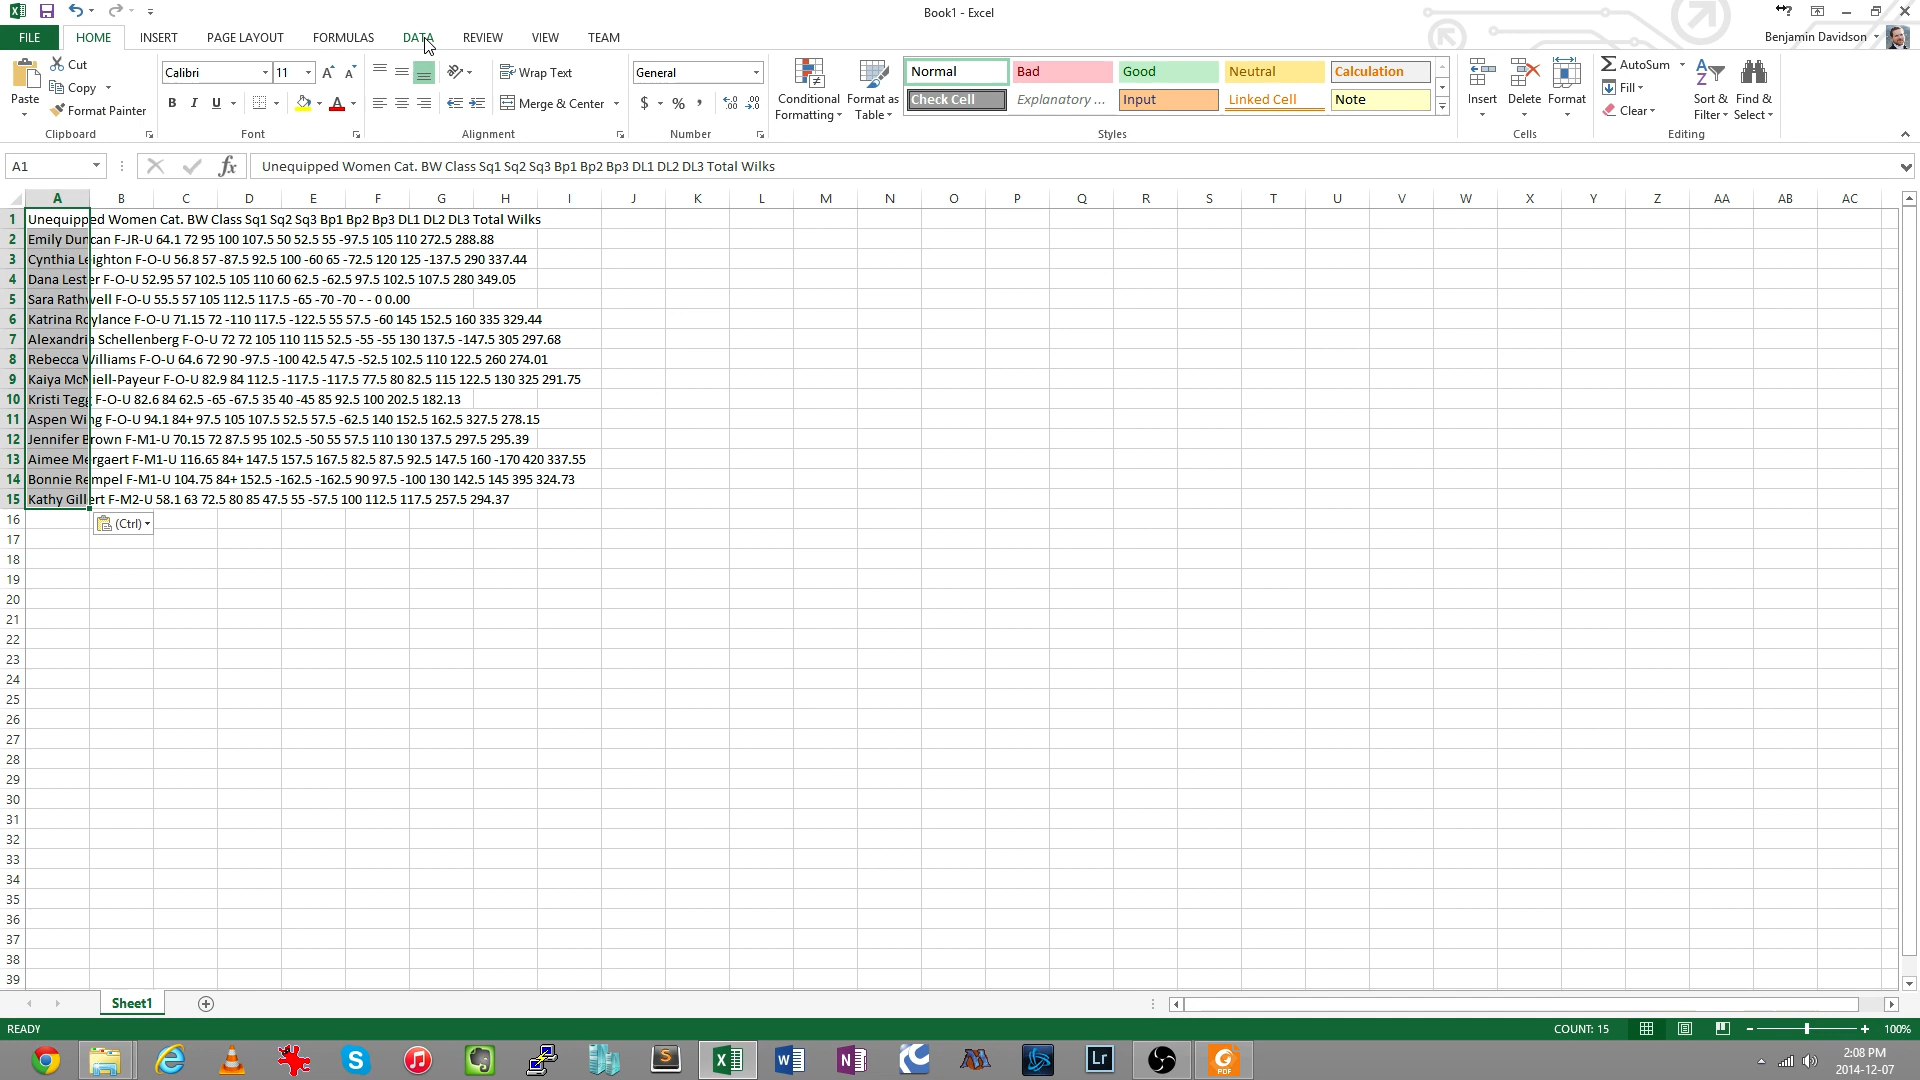 Book1 - Excel
FILE HOME INSERT PAGE LAYOUT FORMULAS DATA REVIEW VIEW TEAM
Benjamin Davidson
Paste
Cut
Copy
Format Painter
Clipboard
Calibri 11
B I U
Font
Wrap Text
Merge & Center
Alignment
General
$ % ,
Number
Conditional Formatting
Format as Table
Normal Bad Good Neutral Calculation
Check Cell Explanatory ... Input Linked Cell Note
Styles
Insert Delete Format
Cells
AutoSum
Fill
Clear
Sort & Filter
Find & Select
Editing
A1
fx
Unequipped Women Cat. BW Class Sq1 Sq2 Sq3 Bp1 Bp2 Bp3 DL1 DL2 DL3 Total Wilks
A B C D E F G H I J K L M N O P Q R S T U V W X Y Z AA AB AC
1 Unequipped Women Cat. BW Class Sq1 Sq2 Sq3 Bp1 Bp2 Bp3 DL1 DL2 DL3 Total Wilks
2 Emily Duncan F-JR-U 64.1 72 95 100 107.5 50 52.5 55 -97.5 105 110 272.5 288.88
3 Cynthia Leighton F-O-U 56.8 57 -87.5 92.5 100 -60 65 -72.5 120 125 -137.5 290 337.44
4 Dana Lester F-O-U 52.95 57 102.5 105 110 60 62.5 -62.5 97.5 102.5 107.5 280 349.05
5 Sara Rathwell F-O-U 55.5 57 105 112.5 117.5 -65 -70 -70 - - 0 0.00
6 Katrina Roylance F-O-U 71.15 72 -110 117.5 -122.5 55 57.5 -60 145 152.5 160 335 329.44
7 Alexandria Schellenberg F-O-U 72 72 105 110 115 52.5 -55 -55 130 137.5 -147.5 305 297.68
8 Rebecca Williams F-O-U 64.6 72 90 -97.5 -100 42.5 47.5 -52.5 102.5 110 122.5 260 274.01
9 Kaiya McNiell-Payeur F-O-U 82.9 84 112.5 -117.5 -117.5 77.5 80 82.5 115 122.5 130 325 291.75
10 Kristi Tegg F-O-U 82.6 84 62.5 -65 -67.5 35 40 -45 85 92.5 100 202.5 182.13
11 Aspen Wing F-O-U 94.1 84+ 97.5 105 107.5 52.5 57.5 -62.5 140 152.5 162.5 327.5 278.15
12 Jennifer Brown F-M1-U 70.15 72 87.5 95 102.5 -50 55 57.5 110 130 137.5 297.5 295.39
13 Aimee Mergaert F-M1-U 116.65 84+ 147.5 157.5 167.5 82.5 87.5 92.5 147.5 160 -170 420 337.55
14 Bonnie Rempel F-M1-U 104.75 84+ 152.5 -162.5 -162.5 90 97.5 -100 130 142.5 145 395 324.73
15 Kathy Gillert F-M2-U 58.1 63 72.5 80 85 47.5 55 -57.5 100 112.5 117.5 257.5 294.37
16 (Ctrl)
17
18
19
20
21
22
23
24
25
26
27
28
29
30
31
32
33
34
35
36
37
38
39
Sheet1
READY
COUNT: 15
100%
2:08 PM
2014-12-07
Lr
PDF